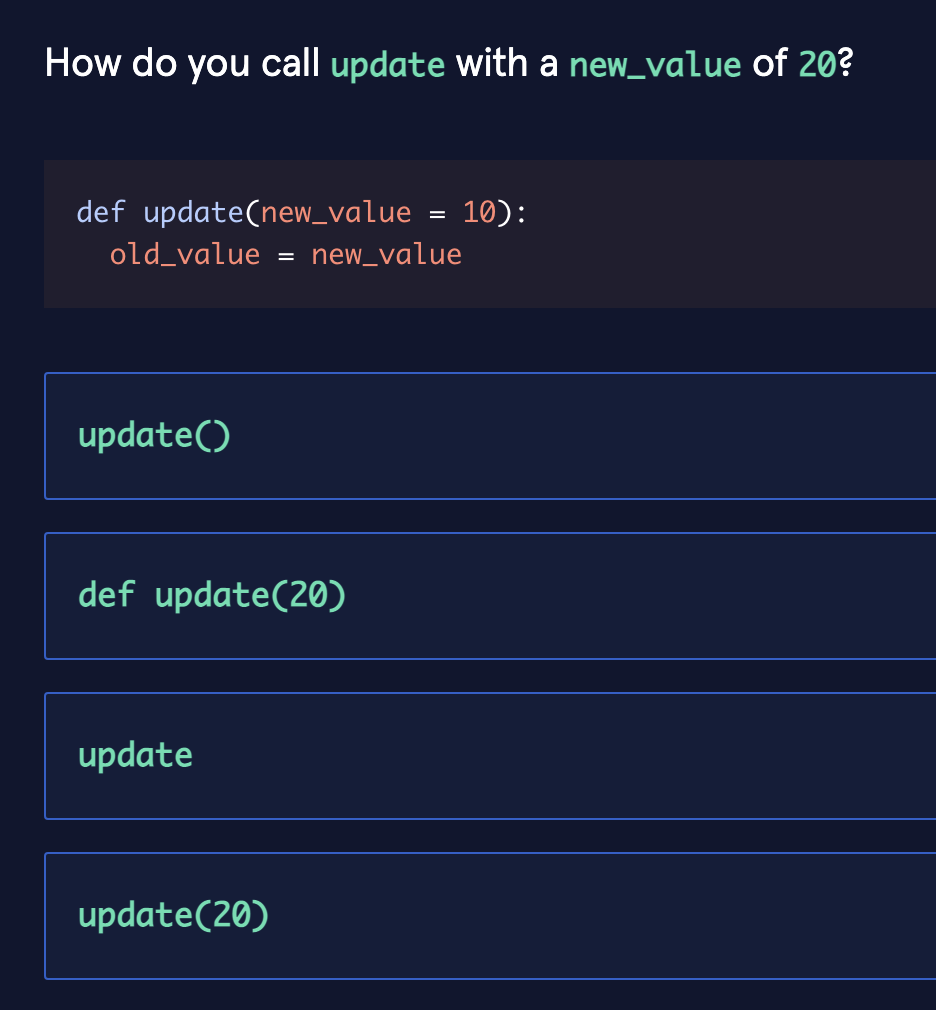 How do you call update with a new_value of 20?
def update(new_value = 10):
  old_value = new_value
update()
def update(20)
update
update(20)